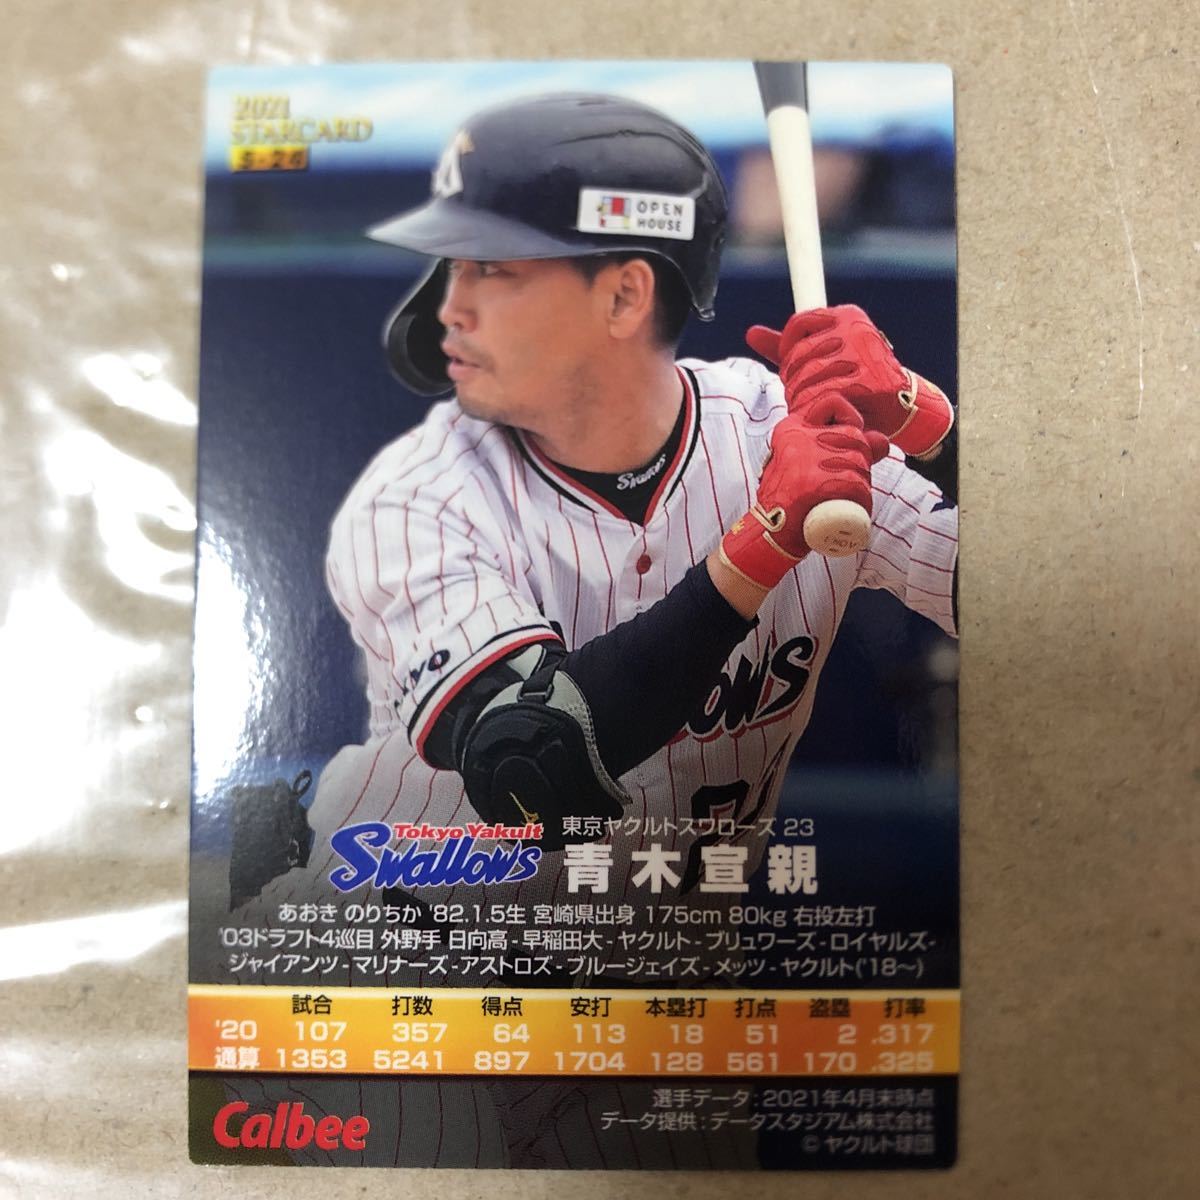 2021
STARCARD
S-24
OPEN
HOUSE
Swallows
AOKI
KYO
lows
Tokyo Yakult
Swallows
東京ヤクルトスワローズ 23
青木宣親
あおき のりちか '82.1.5生 宮崎県出身 175cm 80kg 右投左打
'03ドラフト4巡目 外野手 日向高-早稲田大-ヤクルト-ブリュワーズ-ロイヤルズ-
ジャイアンツ-マリナーズ-アストロズ-ブルージェイズ-メッツ-ヤクルト('18〜)
試合 打数 得点 安打 本塁打 打点 盗塁 打率
'20 107 357 64 113 18 51 2 .317
通算 1353 5241 897 1704 128 561 170 .325
Calbee
選手データ:2021年4月末時点
データ提供:データスタジアム株式会社
© ヤクルト球団